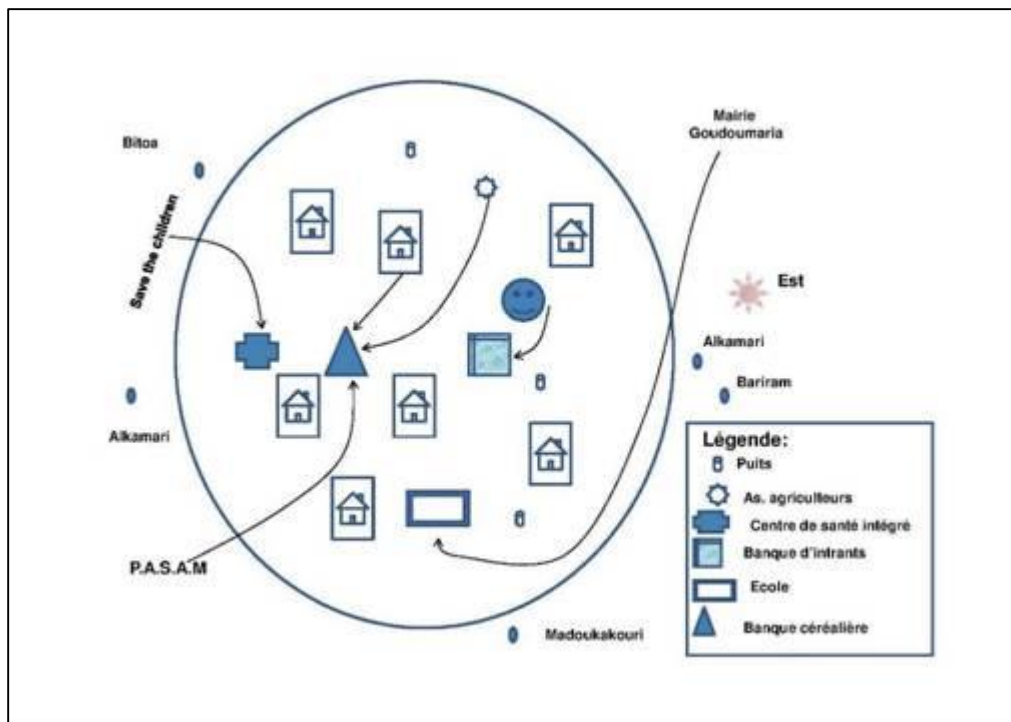 Mairie
Goudoumaria
Bitoa
Save the children
Est
Alkamari
Bariram
Alkamari
Légende:
Puits
As. agriculteurs
Centre de santé intégré
Banque d'intrants
Ecole
Banque céréalière
P.A.S.A.M
Madoukakouri